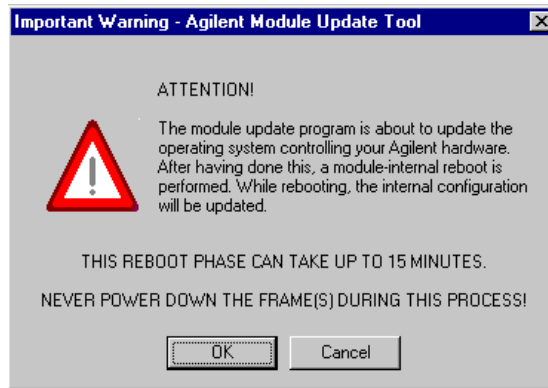 Important Warning - Agilent Module Update Tool
ATTENTION!
The module update program is about to update the
operating system controlling your Agilent hardware.
After having done this, a module-internal reboot is
performed. While rebooting, the internal configuration
will be updated.
THIS REBOOT PHASE CAN TAKE UP TO 15 MINUTES.
NEVER POWER DOWN THE FRAME(S) DURING THIS PROCESS!
OK
Cancel